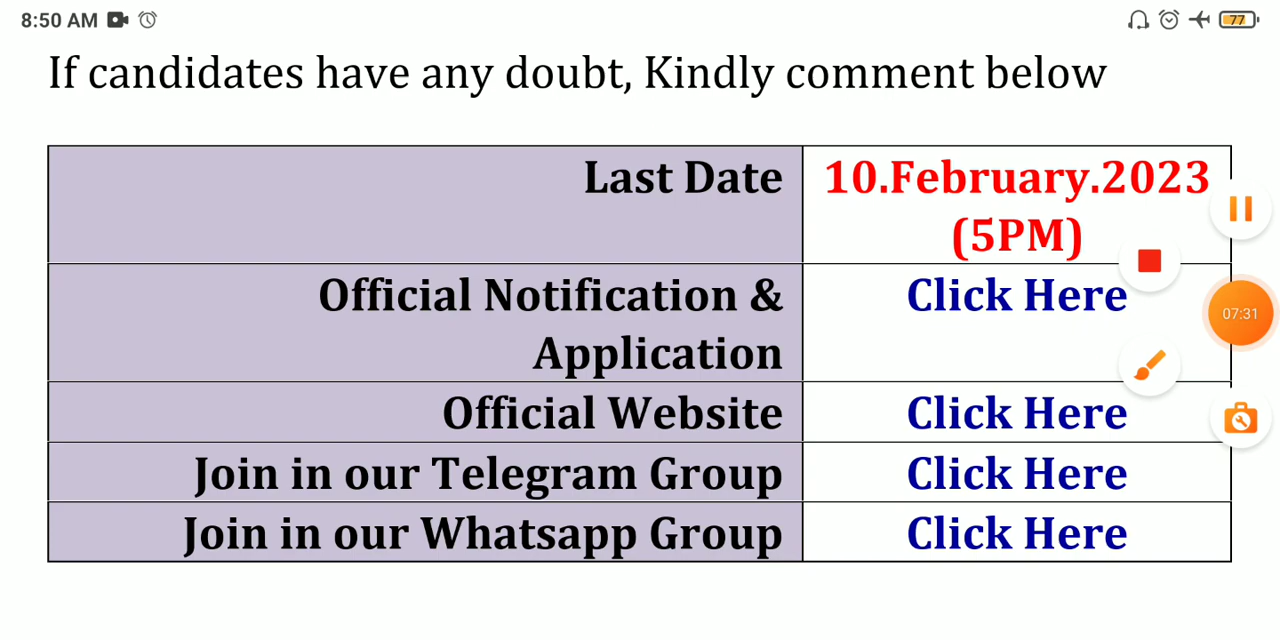 8:50 AM
77
If candidates have any doubt, Kindly comment below
Last Date
10.February.2023
(5PM)
Official Notification &
Application
Click Here
Official Website
Click Here
Join in our Telegram Group
Click Here
Join in our Whatsapp Group
Click Here
07:31